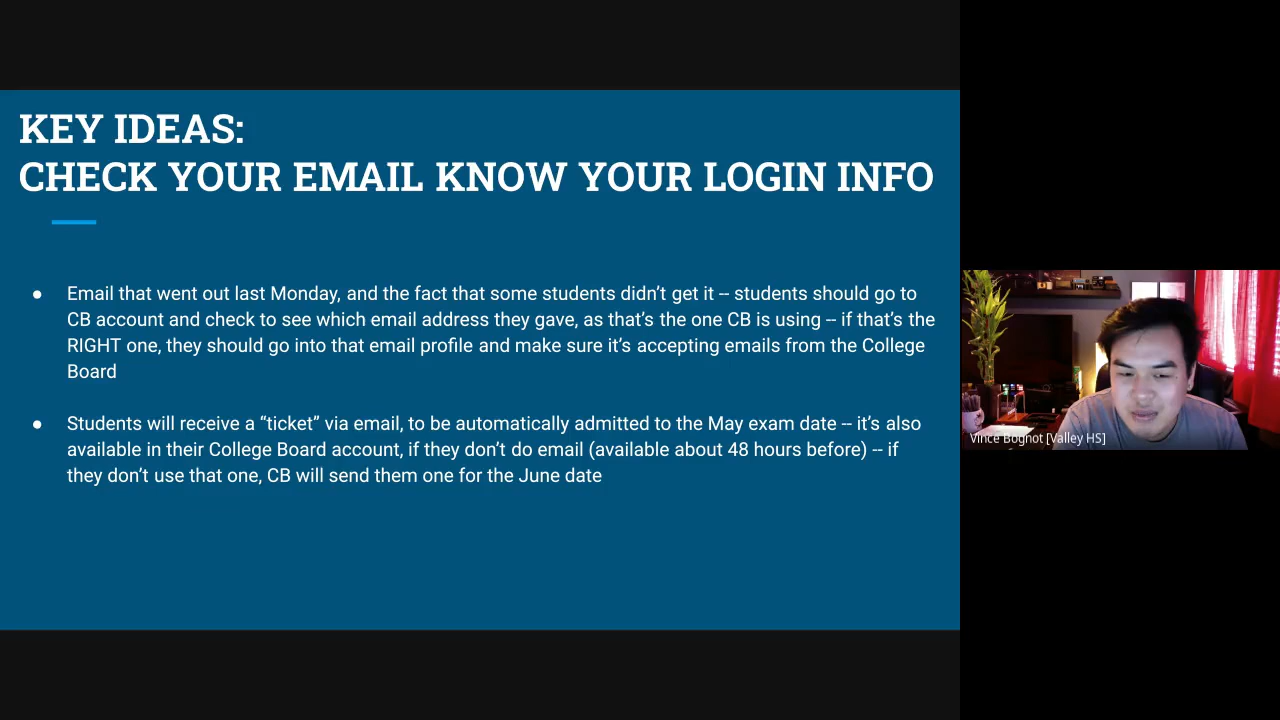 KEY IDEAS:
CHECK YOUR EMAIL KNOW YOUR LOGIN INFO
● Email that went out last Monday, and the fact that some students didn’t get it -- students should go to
CB account and check to see which email address they gave, as that’s the one CB is using -- if that’s the
RIGHT one, they should go into that email profile and make sure it’s accepting emails from the College
Board
● Students will receive a “ticket” via email, to be automatically admitted to the May exam date -- it’s also
available in their College Board account, if they don’t do email (available about 48 hours before) -- if
they don’t use that one, CB will send them one for the June date
Vince Bognot [Valley HS]